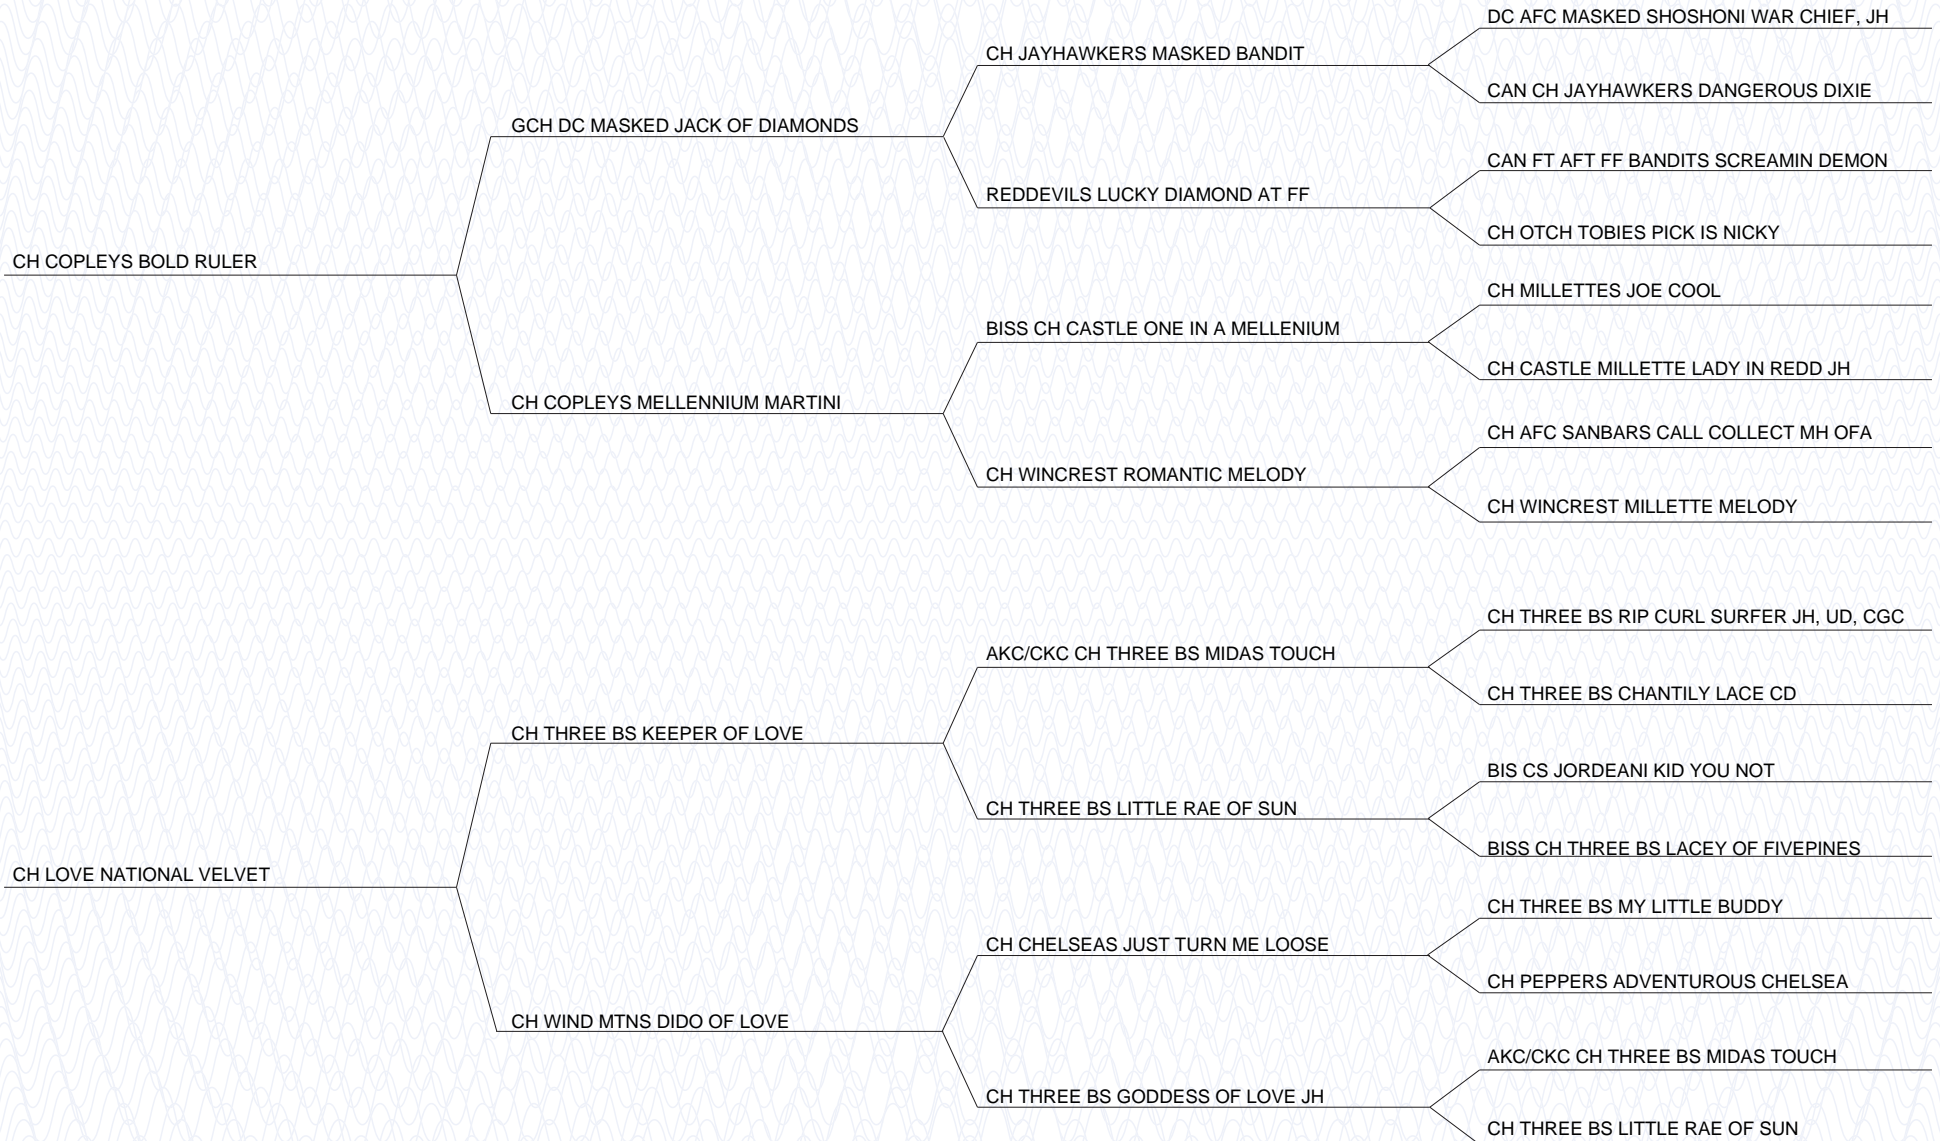 DC AFC MASKED SHOSHONI WAR CHIEF, JH
CH JAYHAWKERS MASKED BANDIT
CAN CH JAYHAWKERS DANGEROUS DIXIE
GCH DC MASKED JACK OF DIAMONDS
CAN FT AFT FF BANDITS SCREAMIN DEMON
REDDEVILS LUCKY DIAMOND AT FF
CH OTCH TOBIES PICK IS NICKY
CH COPLEYS BOLD RULER
CH MILLETTES JOE COOL
BISS CH CASTLE ONE IN A MELLENIUM
CH CASTLE MILLETTE LADY IN REDD JH
CH COPLEYS MELLENNIUM MARTINI
CH AFC SANBARS CALL COLLECT MH OFA
CH WINCREST ROMANTIC MELODY
CH WINCREST MILLETTE MELODY
CH THREE BS RIP CURL SURFER JH, UD, CGC
AKC/CKC CH THREE BS MIDAS TOUCH
CH THREE BS CHANTILY LACE CD
CH THREE BS KEEPER OF LOVE
BIS CS JORDEANI KID YOU NOT
CH THREE BS LITTLE RAE OF SUN
BISS CH THREE BS LACEY OF FIVEPINES
CH LOVE NATIONAL VELVET
CH THREE BS MY LITTLE BUDDY
CH CHELSEAS JUST TURN ME LOOSE
CH PEPPERS ADVENTUROUS CHELSEA
CH WIND MTNS DIDO OF LOVE
AKC/CKC CH THREE BS MIDAS TOUCH
CH THREE BS GODDESS OF LOVE JH
CH THREE BS LITTLE RAE OF SUN